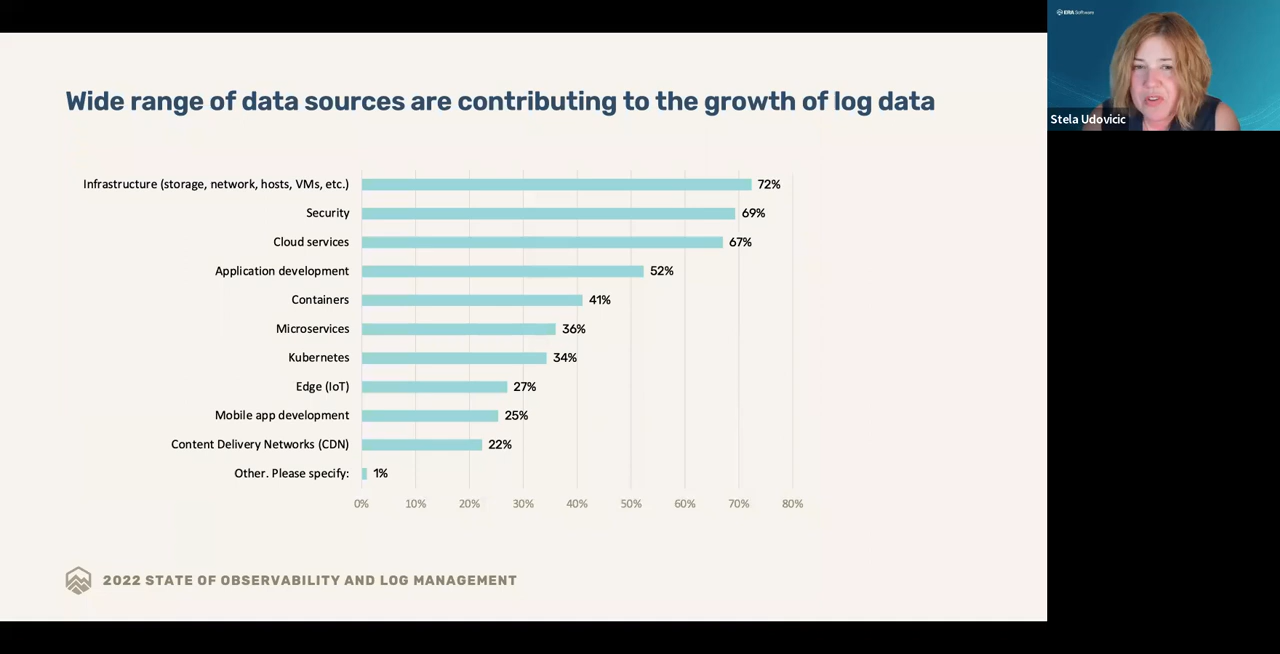 Wide range of data sources are contributing to the growth of log data
Infrastructure (storage, network, hosts, VMs, etc.) 72%
Security 69%
Cloud services 67%
Application development 52%
Containers 41%
Microservices 36%
Kubernetes 34%
Edge (IoT) 27%
Mobile app development 25%
Content Delivery Networks (CDN) 22%
Other. Please specify: 1%
0% 10% 20% 30% 40% 50% 60% 70% 80%
2022 STATE OF OBSERVABILITY AND LOG MANAGEMENT
ERA Software
Stela Udovicic